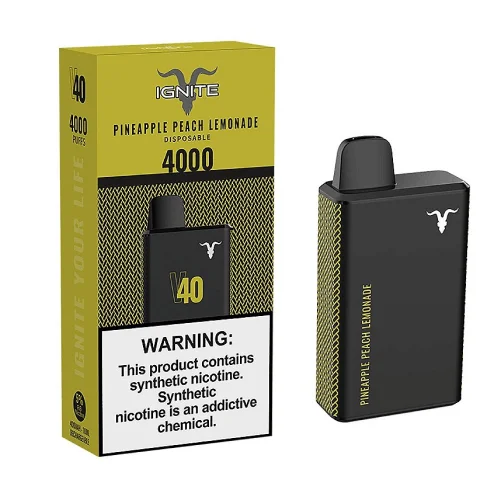 IGNITE
PINEAPPLE PEACH LEMONADE
DISPOSABLE
4000
V40
4000
PUFFS
IGNITE YOUR LIFE
V40
WARNING:
This product contains
synthetic nicotine.
Synthetic
nicotine is an addictive
chemical.
5%
PINEAPPLE PEACH LEMONADE